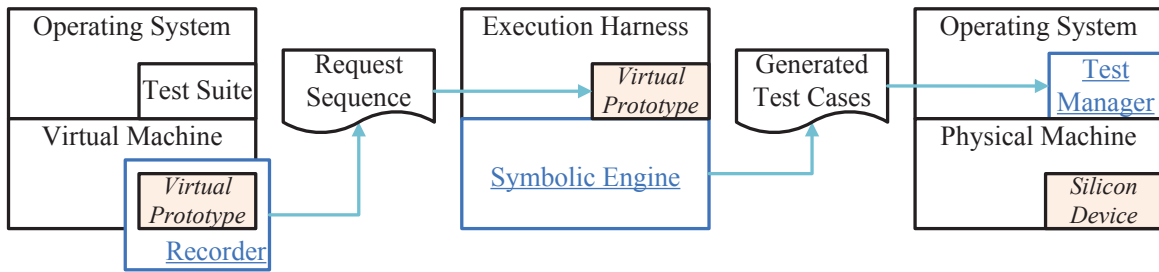 Operating System
Test Suite
Virtual Machine
Virtual
Prototype
Recorder
Request
Sequence
Execution Harness
Virtual
Prototype
Symbolic Engine
Generated
Test Cases
Operating System
Test
Manager
Physical Machine
Silicon
Device